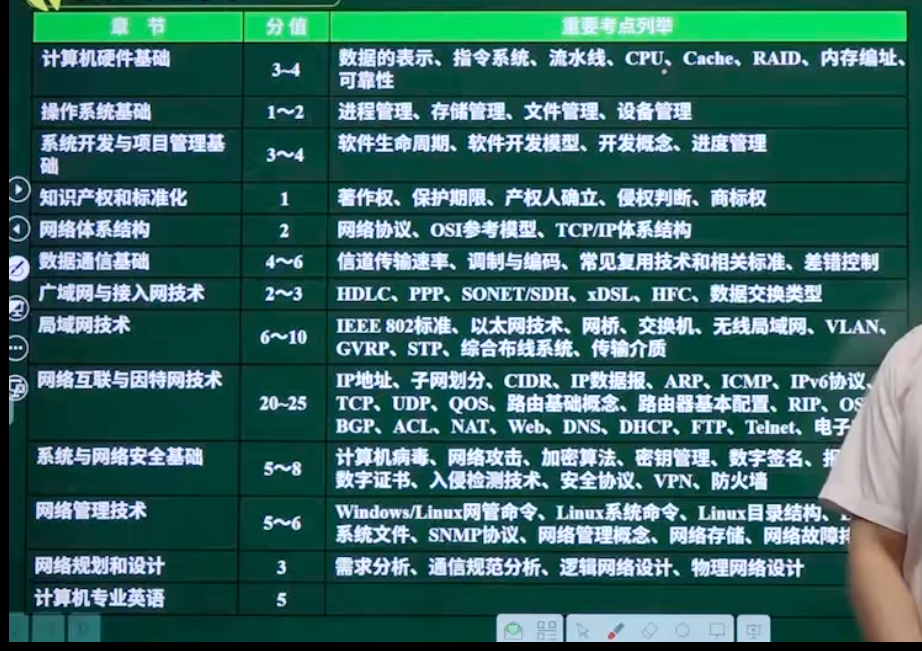 章 节 分 值 重要考点列举
计算机硬件基础 3~4 数据的表示、指令系统、流水线、CPU、Cache、RAID、内存编址、
可靠性
操作系统基础 1～2 进程管理、存储管理、文件管理、设备管理
系统开发与项目管理基 3～4 软件生命周期、软件开发模型、开发概念、进度管理
础
知识产权和标准化 1 著作权、保护期限、产权人确立、侵权判断、商标权
网络体系结构 2 网络协议、OSI参考模型、TCP/IP体系结构
数据通信基础 4～6 信道传输速率、调制与编码、常见复用技术和相关标准、差错控制
广域网与接入网技术 2～3 HDLC、PPP、SONET/SDH、xDSL、HFC、数据交换类型
局域网技术 6～10 IEEE 802标准、以太网技术、网桥、交换机、无线局域网、VLAN、
GVRP、STP、综合布线系统、传输介质
网络互联与因特网技术 20~25 IP地址、子网划分、CIDR、IP数据报、ARP、ICMP、IPv6协议、
TCP、UDP、QOS、路由基础概念、路由器基本配置、RIP、
BGP、ACL、NAT、Web、DNS、DHCP、FTP、Telnet、电子
系统与网络安全基础 5～8 计算机病毒、网络攻击、加密算法、密钥管理、数字签名、
数字证书、入侵检测技术、安全协议、VPN、防火墙
网络管理技术 5～6 Windows/Linux网管命令、Linux系统命令、Linux目录结构、
系统文件、SNMP协议、网络管理概念、网络存储、网络故障
网络规划和设计 3 需求分析、通信规范分析、逻辑网络设计、物理网络设计
计算机专业英语 5